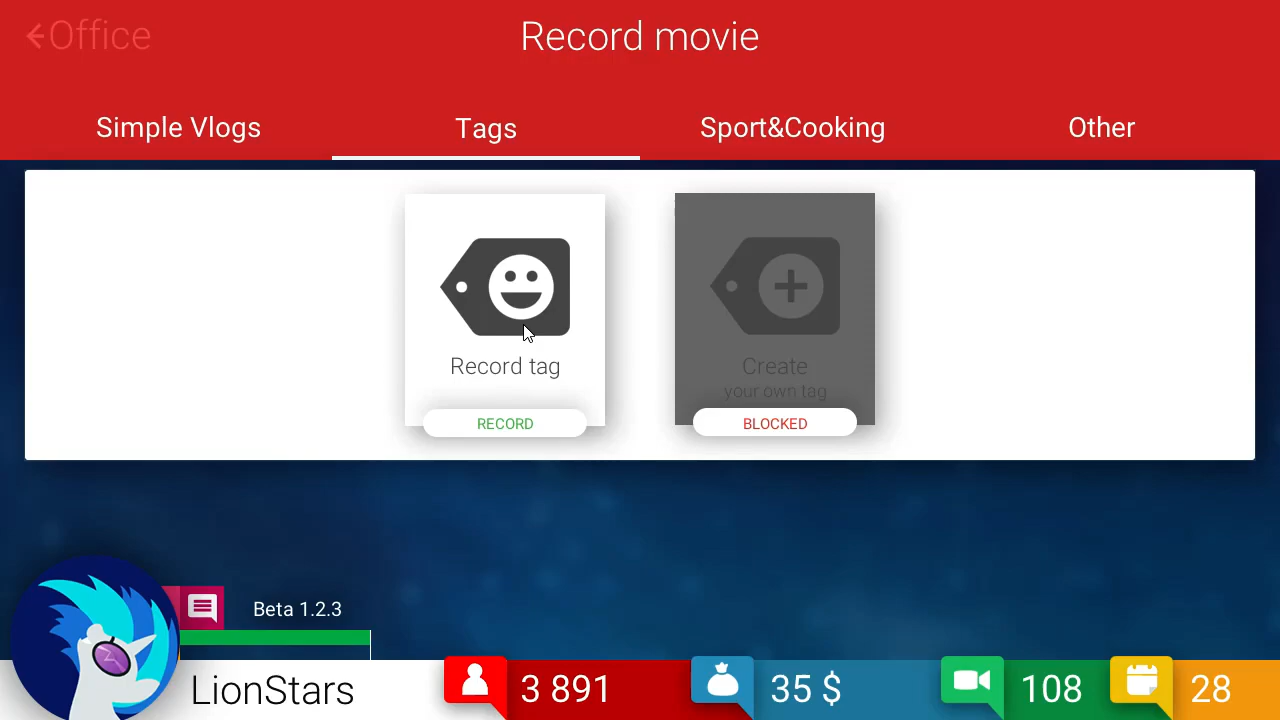 Office
Record movie
Simple Vlogs
Tags
Sport&Cooking
Other
Record tag
RECORD
Create
your own tag
BLOCKED
Beta 1.2.3
LionStars
3 891
35 $
108
28